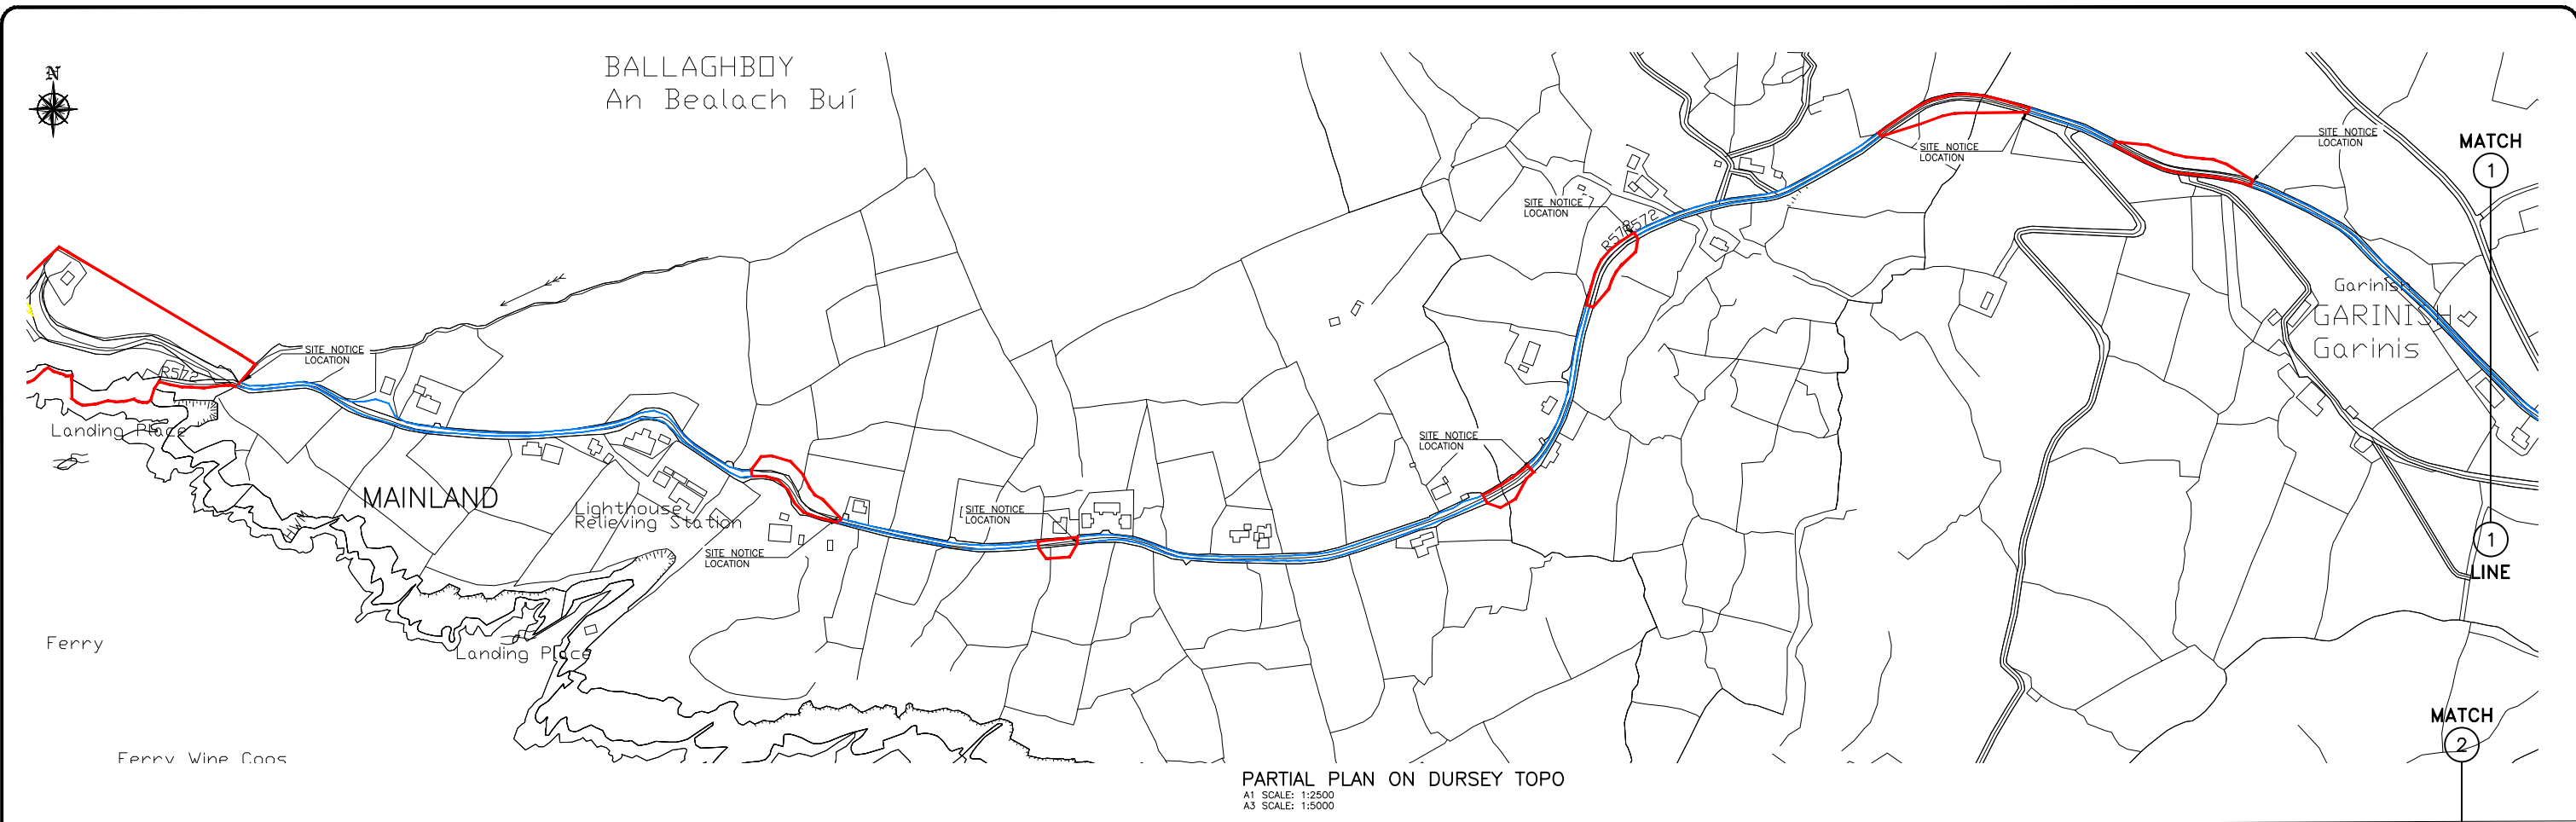 N
BALLAGHBOY
An Bealach Buí
SITE NOTICE
LOCATION
MATCH
1
SITE NOTICE
LOCATION
SITE NOTICE
LOCATION
R572
R572
Garinish
GARINISH
Garinis
SITE NOTICE
LOCATION
R572
Landing Place
SITE NOTICE
LOCATION
MAINLAND
Lighthouse
Relieving Station
SITE NOTICE
LOCATION
SITE NOTICE
LOCATION
1
LINE
Ferry
Landing Place
MATCH
2
Ferry Wine Coos
PARTIAL PLAN ON DURSEY TOPO
A1 SCALE: 1:2500
A3 SCALE: 1:5000